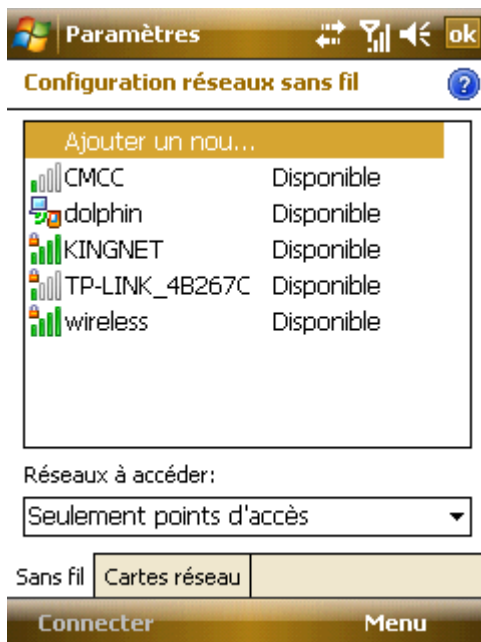 Paramètres ok
Configuration réseaux sans fil ?
Ajouter un nou...
CMCC Disponible
dolphin Disponible
KINGNET Disponible
TP-LINK_4B267C Disponible
wireless Disponible
Réseaux à accéder:
Seulement points d'accès
Sans fil Cartes réseau
Connecter Menu